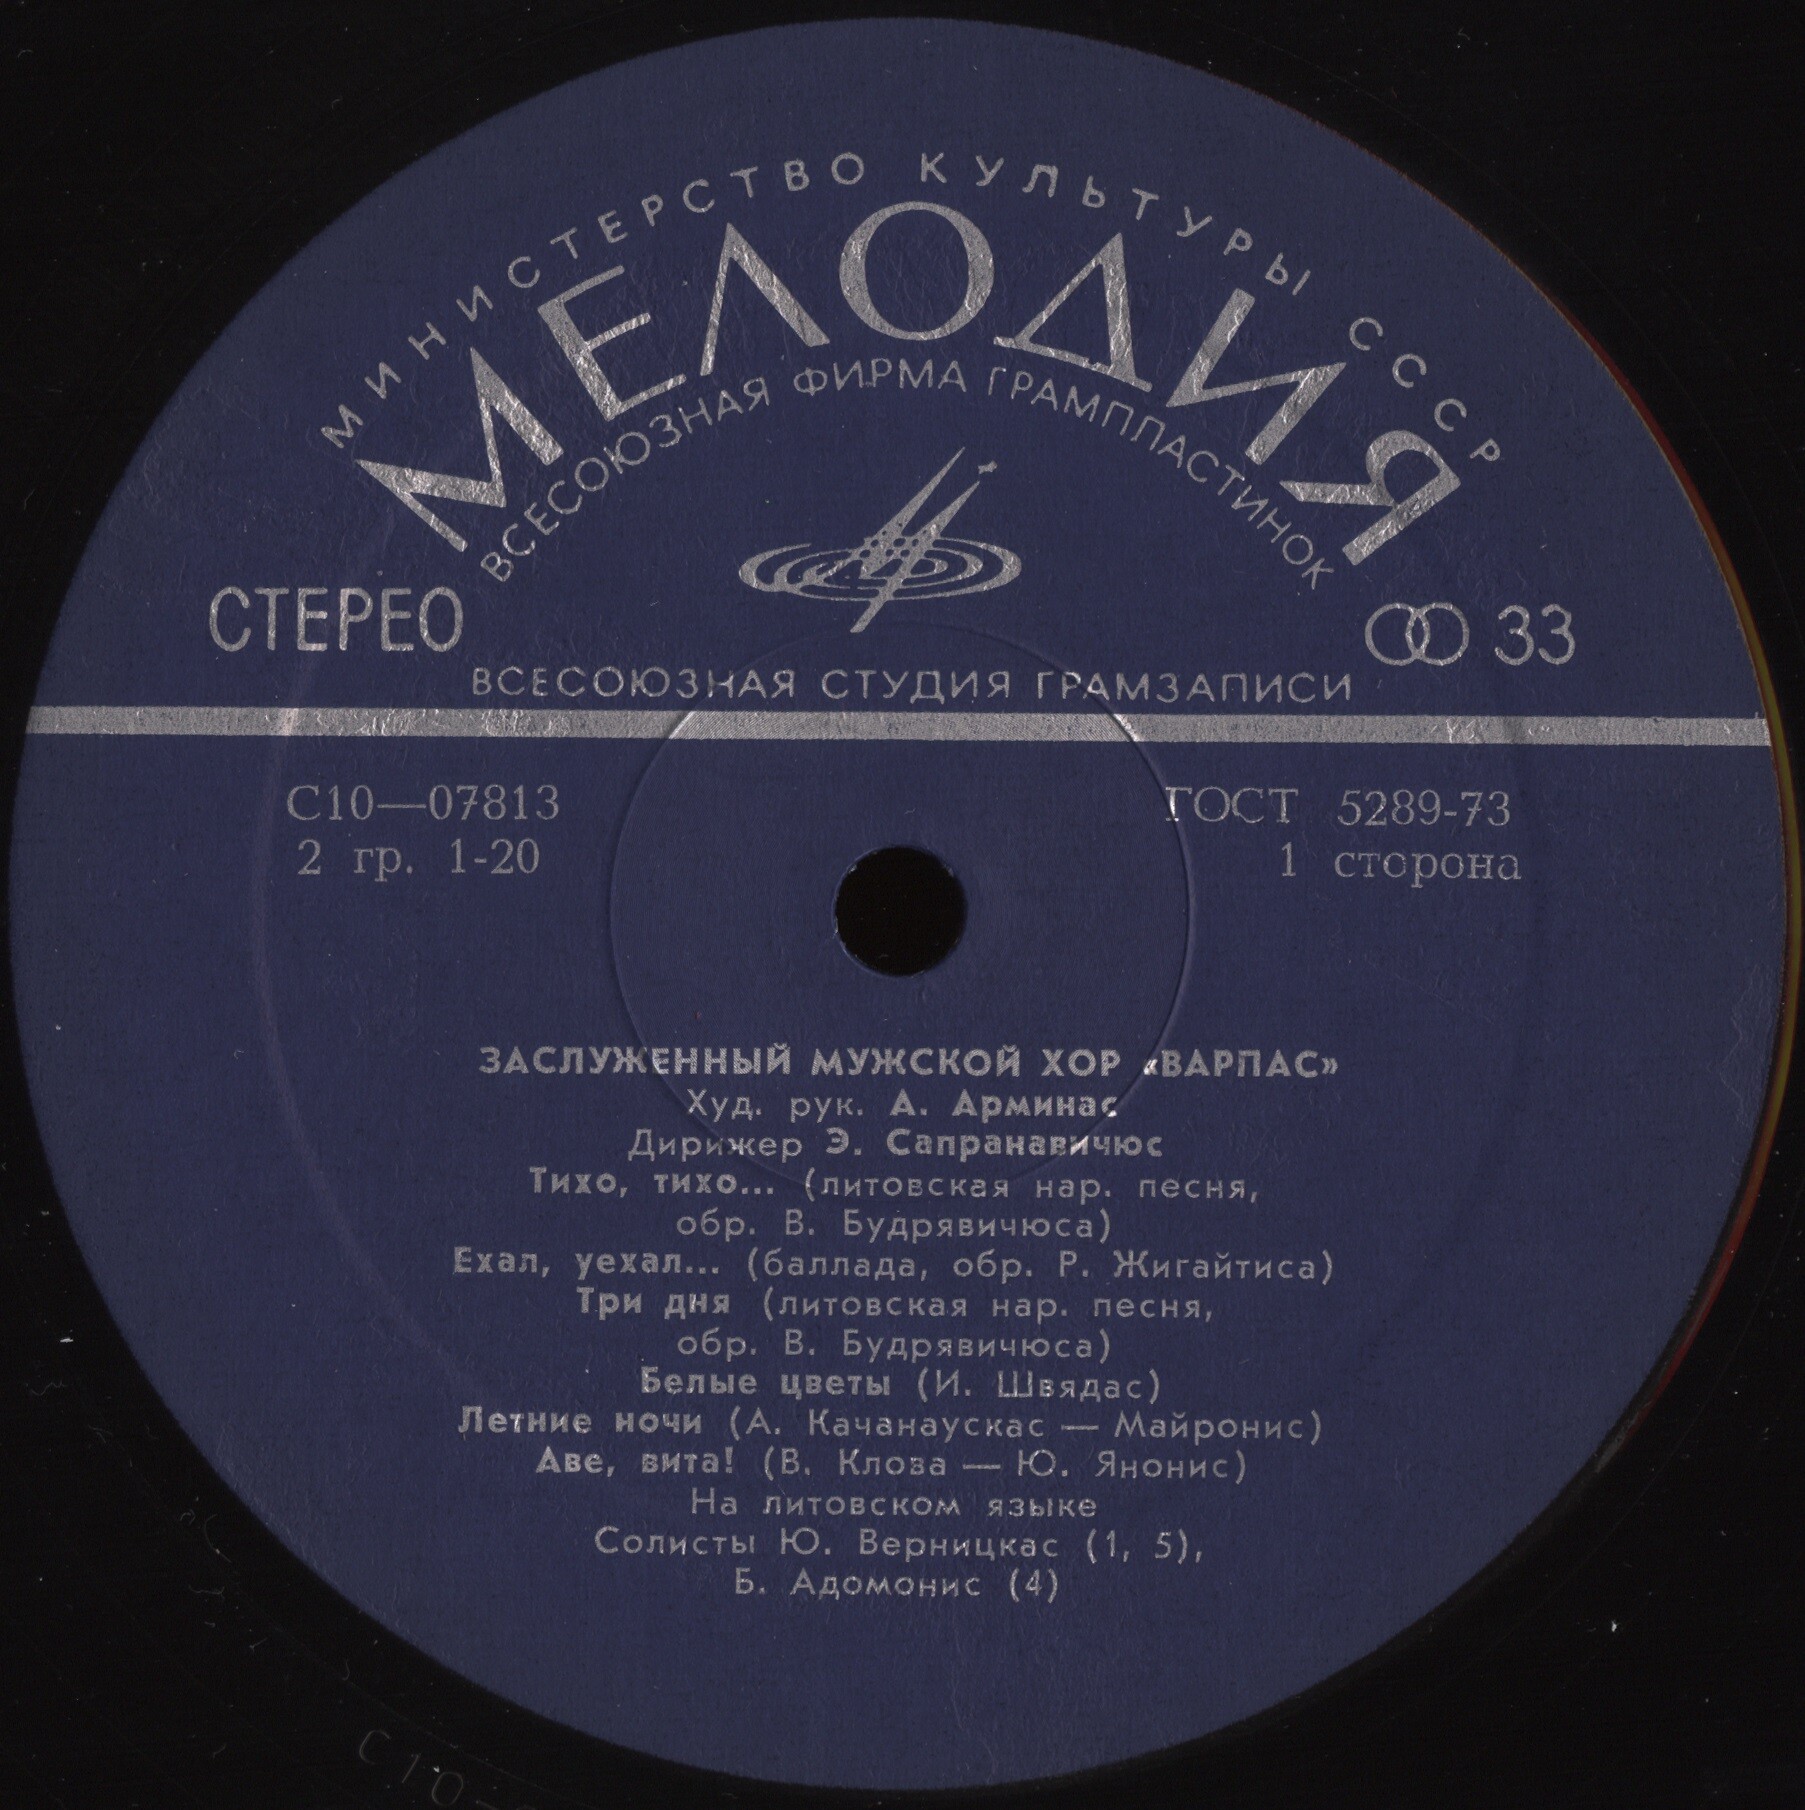 МИНИСТЕРСТВО КУЛЬТУРЫ СССР
МЕЛОДИЯ
ВСЕСОЮЗНАЯ ФИРМА ГРАМПЛАСТИНОК
СТЕРЕО
33
ВСЕСОЮЗНАЯ СТУДИЯ ГРАМЗАПИСИ
С10—07813 ГОСТ 5289-73
2 гр. 1-20 1 сторона
ЗАСЛУЖЕННЫЙ МУЖСКОЙ ХОР «ВАРПАС»
Худ. рук. А. Арминас
Дирижер Э. Сапранавичюс
Тихо, тихо... (литовская нар. песня,
обр. В. Будрявичюса)
Ехал, уехал... (баллада, обр. Р. Жигайтиса)
Три дня (литовская нар. песня,
обр. В. Будрявичюса)
Белые цветы (И. Швядас)
Летние ночи (А. Качанаускас — Майронис)
Аве, вита! (В. Клова — Ю. Янонис)
На литовском языке
Солисты Ю. Верницкас (1, 5),
Б. Адомонис (4)
С10-